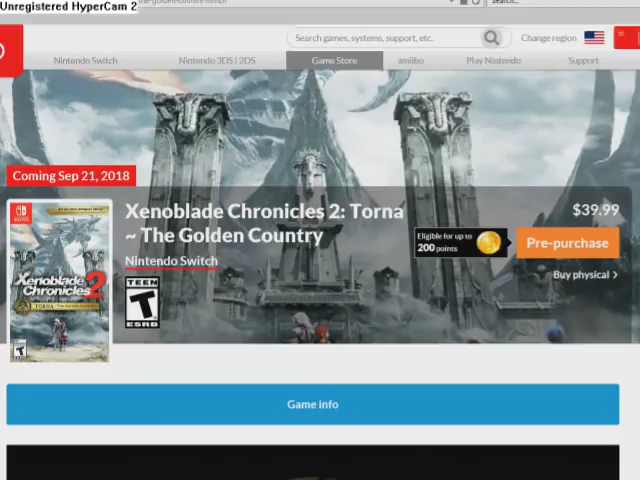 Unregistered HyperCam 2
Search...
Search games, systems, support, etc.
Change region
Nintendo Switch
Nintendo 3DS | 2DS
Game Store
amiibo
Play Nintendo
Support
Coming Sep 21, 2018
Xenoblade Chronicles 2: Torna
~ The Golden Country
Nintendo Switch
$39.99
Eligible for up to
200 points
Pre-purchase
Buy physical >
TEEN
T
ESRB
Xenoblade
Chronicles 2
TORNA
T
Game info